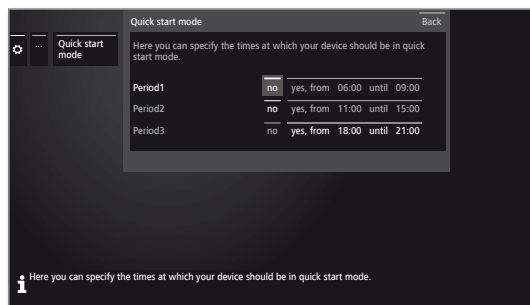 Quick start mode Back
... Quick start
mode
Here you can specify the times at which your device should be in quick
start mode.
Period1 no yes, from 06:00 until 09:00
Period2 no yes, from 11:00 until 15:00
Period3 no yes, from 18:00 until 21:00
i Here you can specify the times at which your device should be in quick start mode.